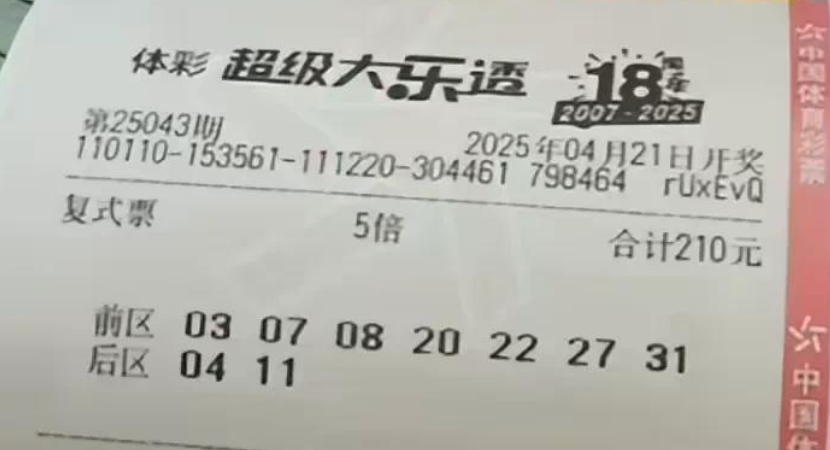 体彩 超级大乐透 18周年
2007-2025
第25043期 2025年04月21日开奖
110110-153561-111220-304461 798464 rUxEvQ
复式票 5倍 合计210元
前区 03 07 08 20 22 27 31
后区 04 11
中国体育彩票
中国体